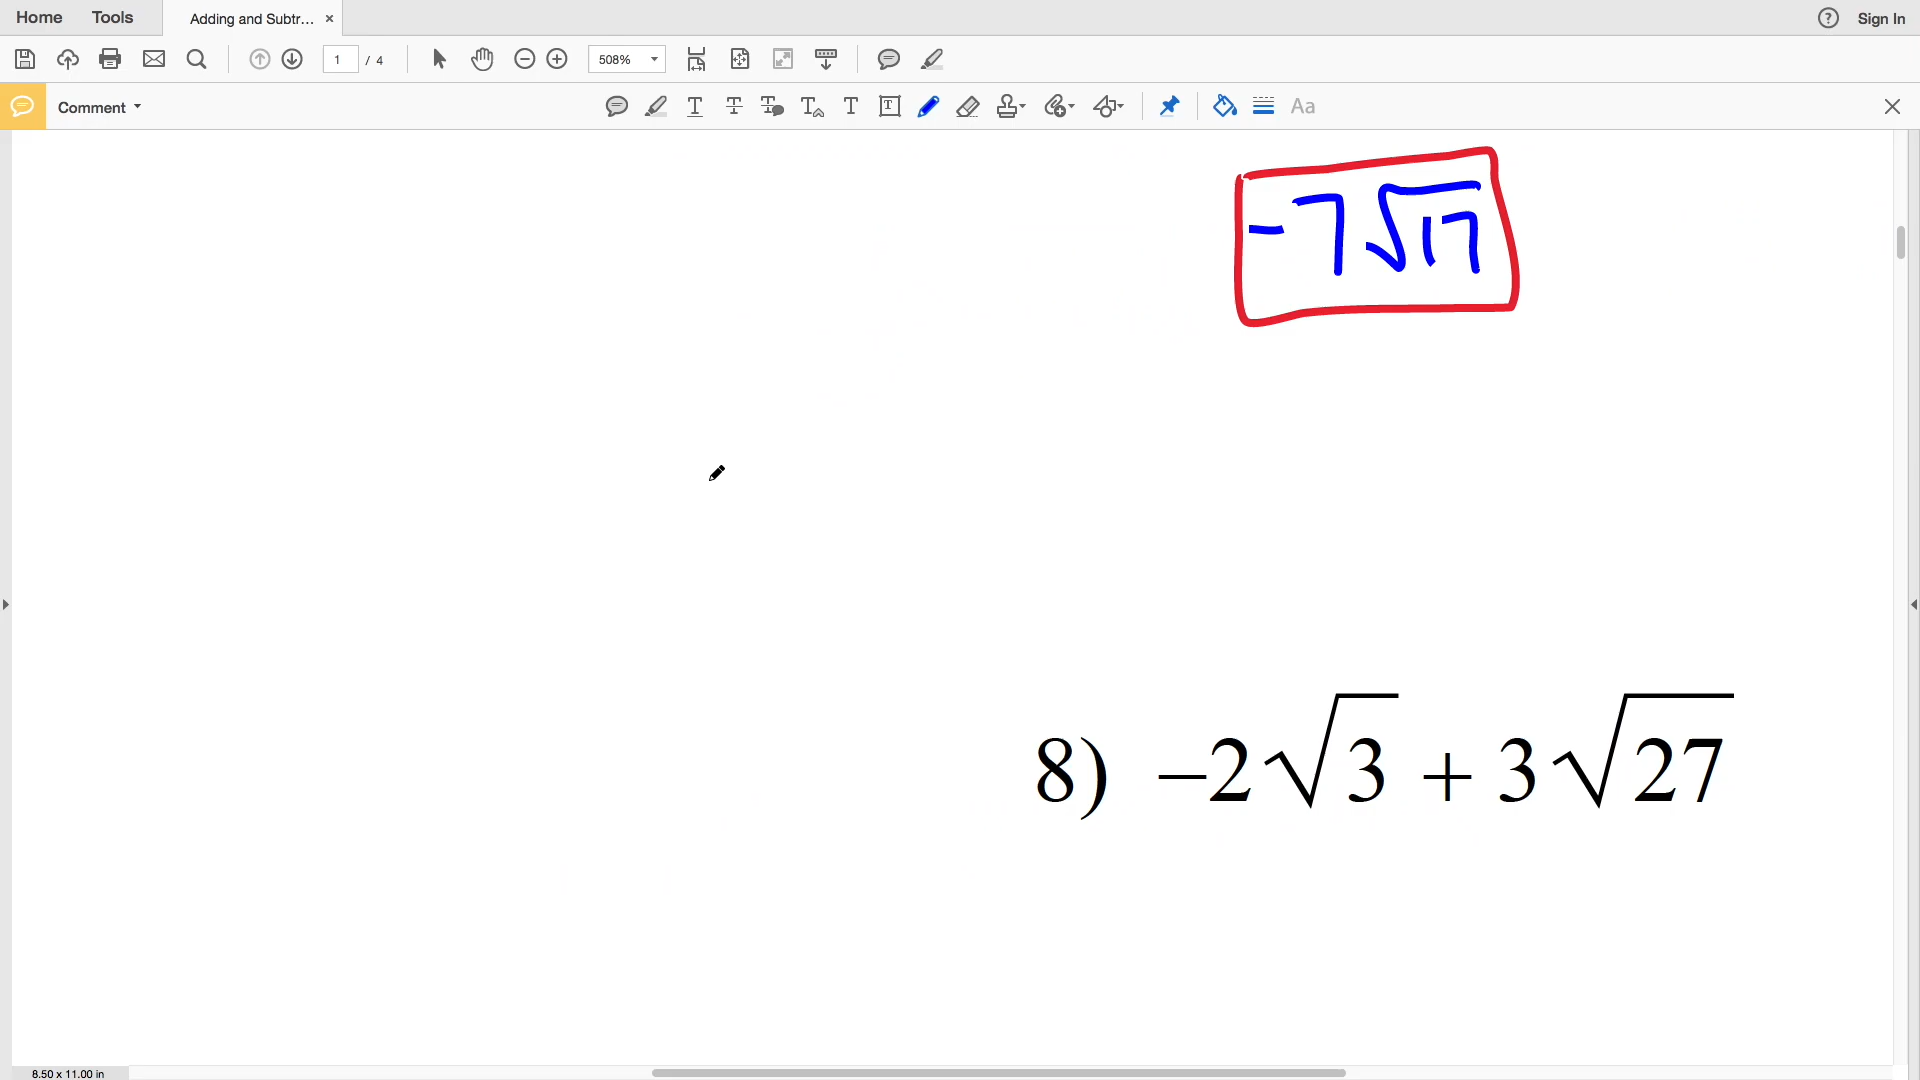 Home Tools Adding and Subtr... × Sign In
1 / 4 508%
Comment Aa
-7√17
8) −2√3 + 3√27
8.50 x 11.00 in